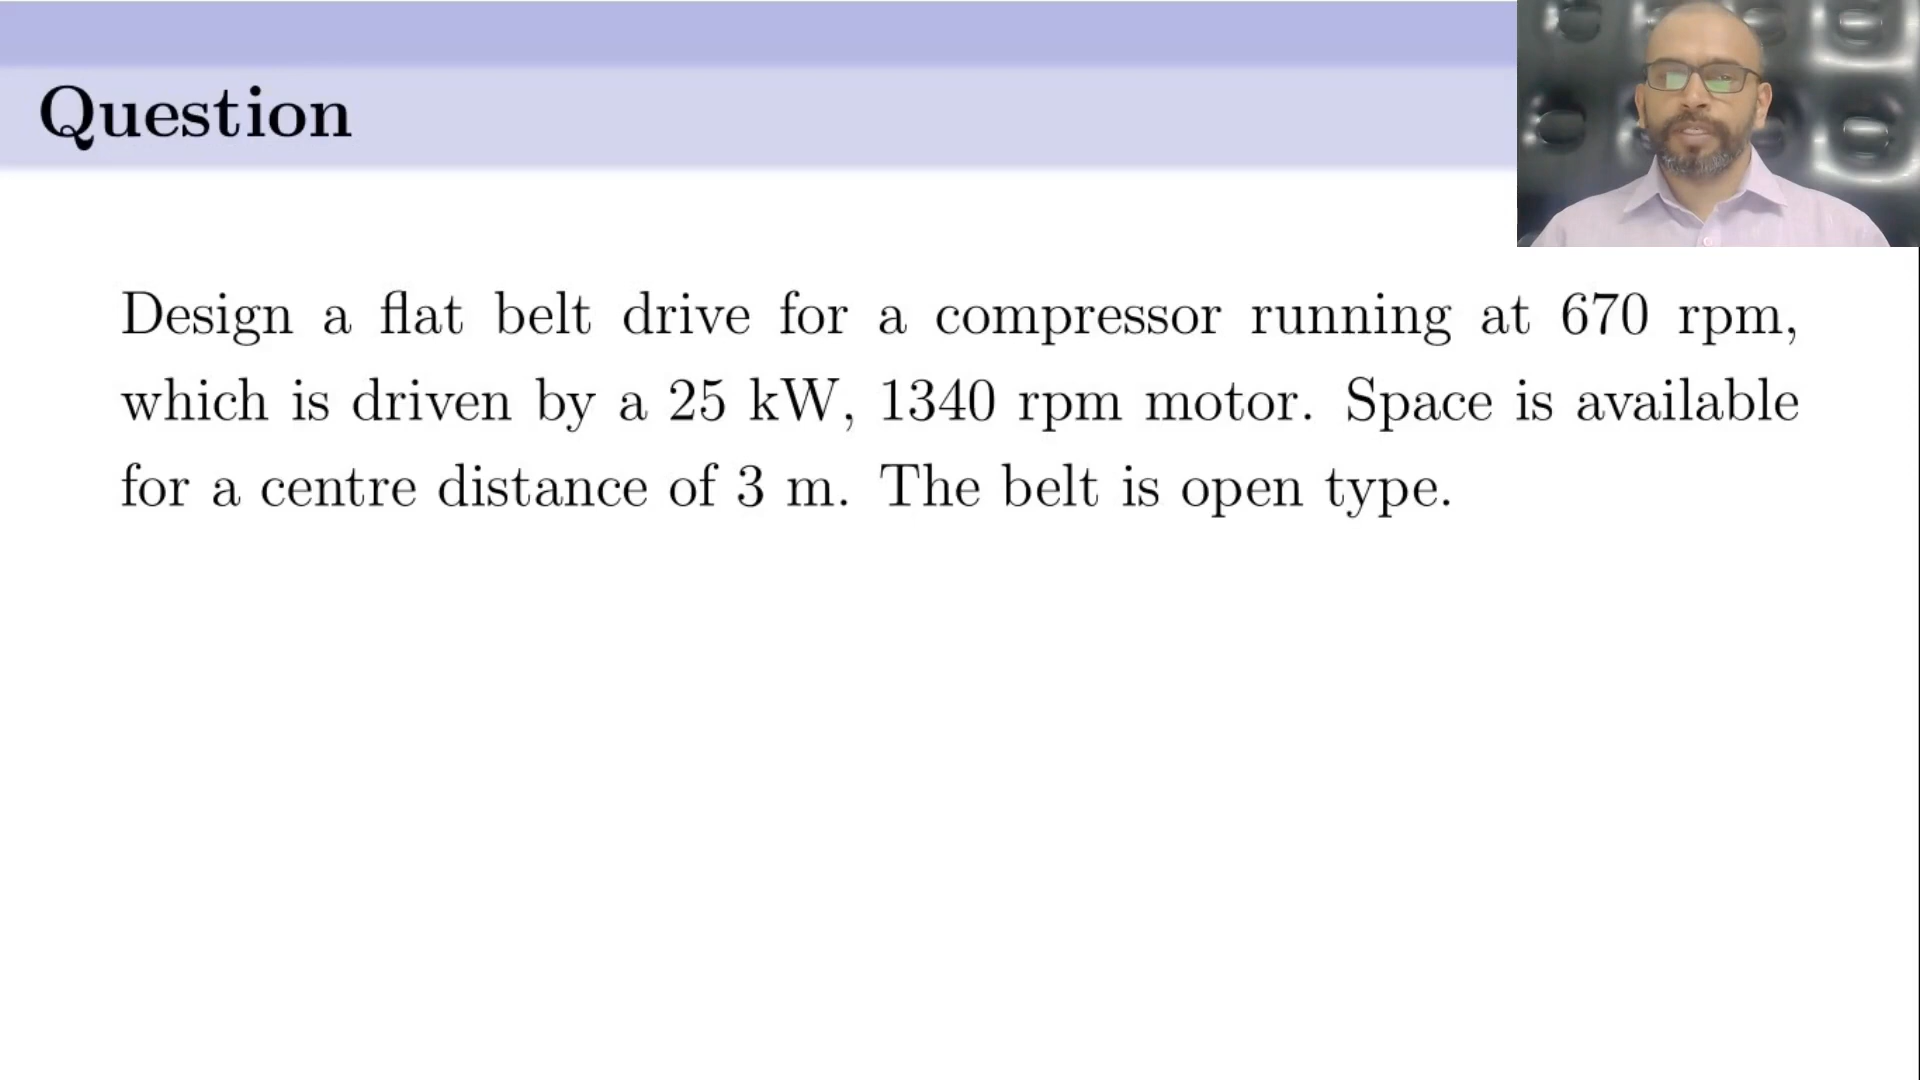 Question
Design a flat belt drive for a compressor running at 670 rpm,
which is driven by a 25 kW, 1340 rpm motor. Space is available
for a centre distance of 3 m. The belt is open type.